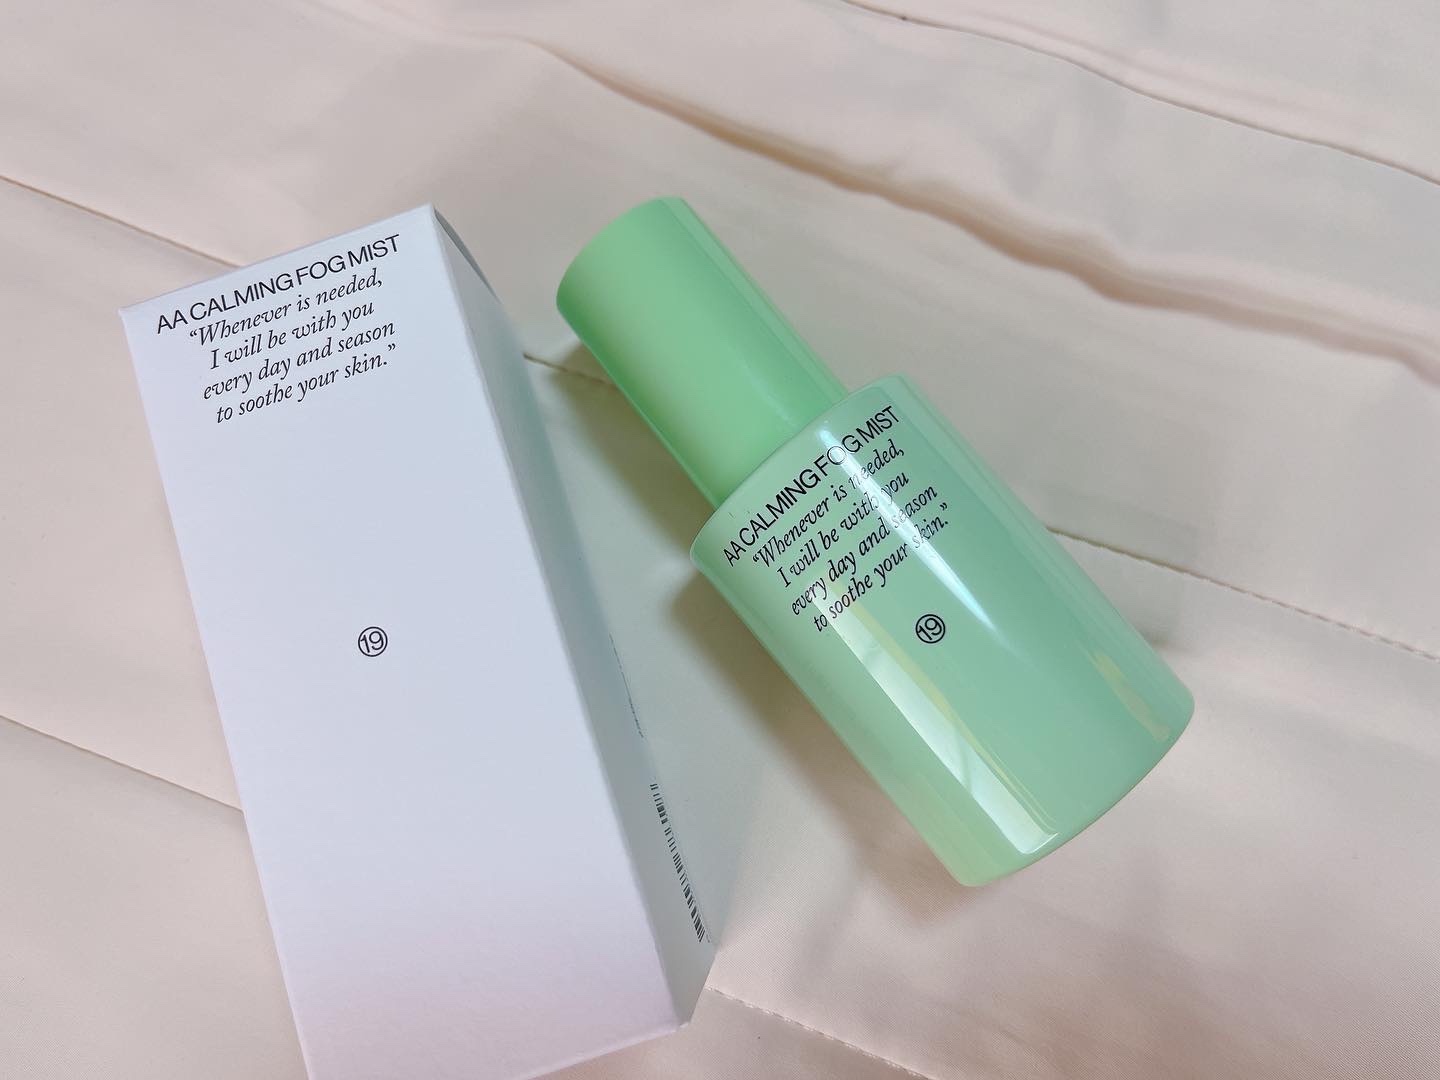 AA CALMING FOG MIST
“Whenever is needed,
I will be with you
every day and season
to soothe your skin.”
19
AA CALMING FOG MIST
“Whenever is needed,
I will be with you
every day and season
to soothe your skin.”
19